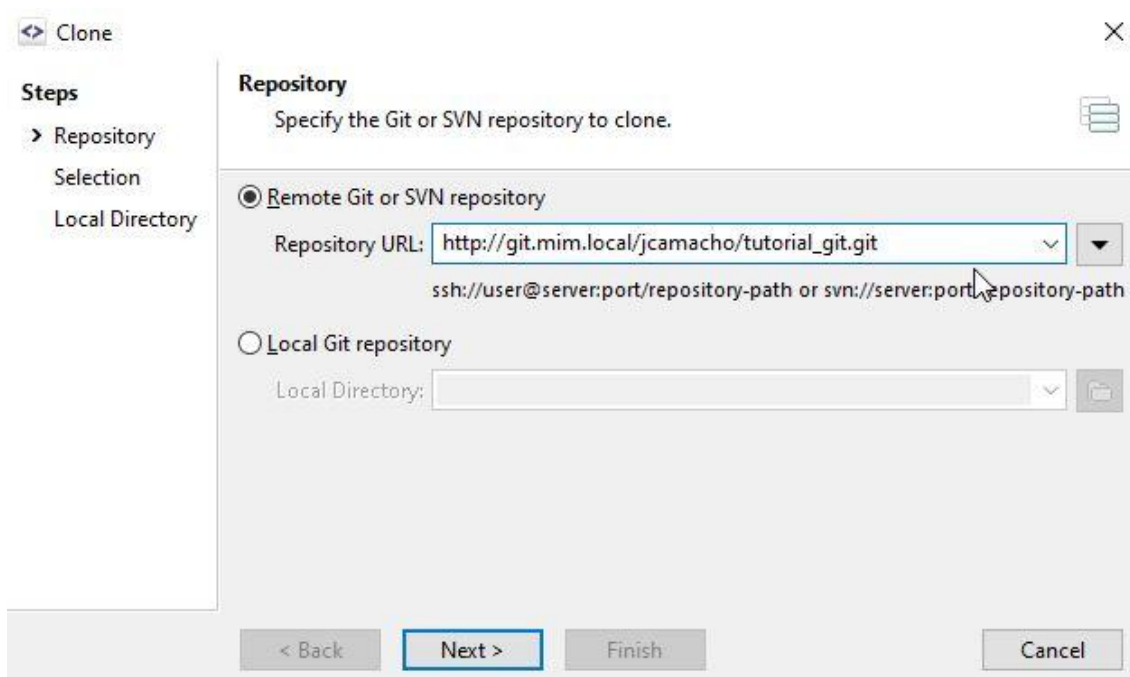 Clone
Steps
Repository
Selection
Local Directory
Repository
Specify the Git or SVN repository to clone.
Remote Git or SVN repository
Repository URL: http://git.mim.local/jcamacho/tutorial_git.git
ssh://user@server:port/repository-path or svn://server:port/repository-path
Local Git repository
Local Directory:
< Back Next > Finish Cancel